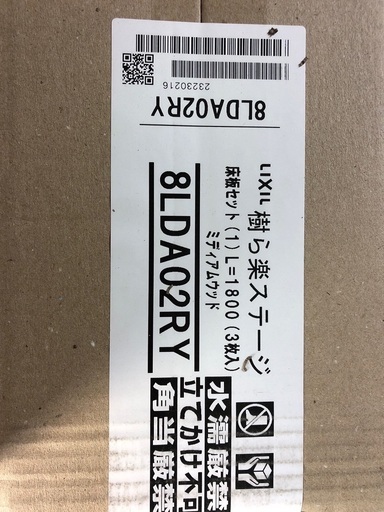 8LDA02RY
23230216
LIXIL 樹ら楽ステージ
床板セット(1)L=1800(3枚入)
ミディアムウッド
8LDA02RY
水濡厳禁
立てかけ不可
角当厳禁